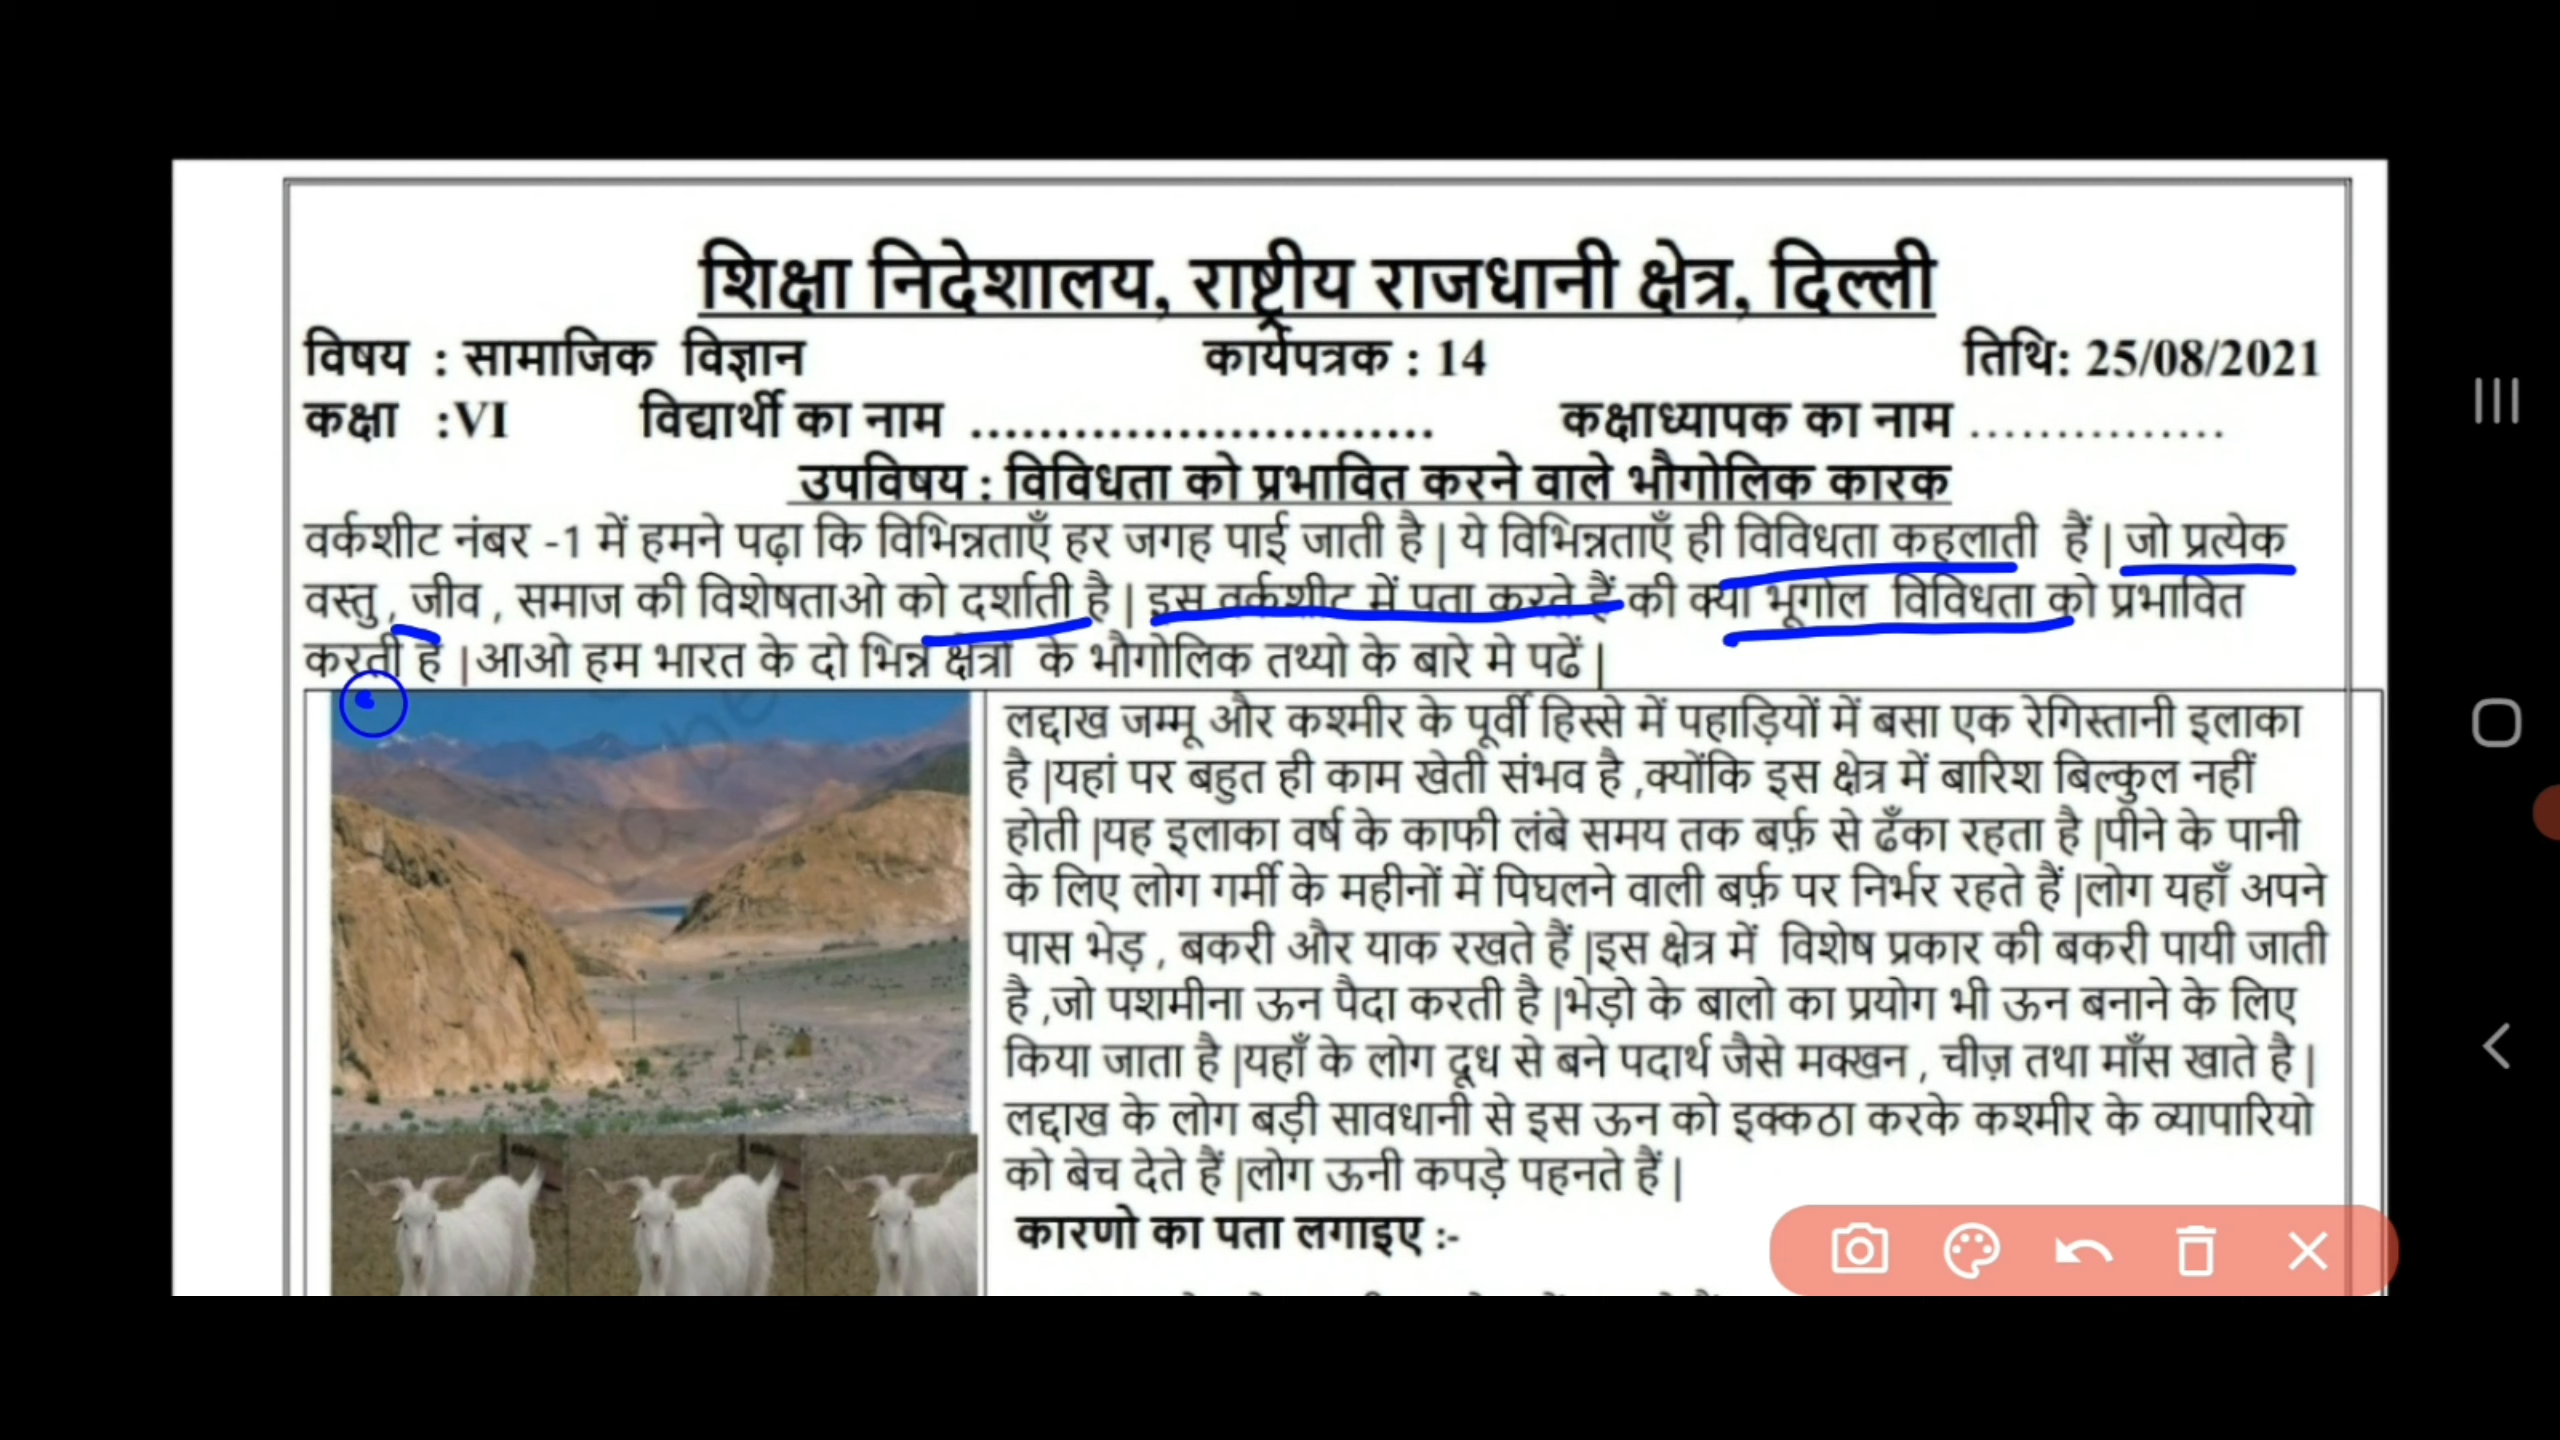 शिक्षा निदेशालय, राष्ट्रीय राजधानी क्षेत्र, दिल्ली
विषय : सामाजिक विज्ञान कार्यपत्रक : 14 तिथि: 25/08/2021
कक्षा :VI विद्यार्थी का नाम ........................... कक्षाध्यापक का नाम ...............
उपविषय : विविधता को प्रभावित करने वाले भौगोलिक कारक
वर्कशीट नंबर -1 में हमने पढ़ा कि विभिन्नताएँ हर जगह पाई जाती है | ये विभिन्नताएँ ही विविधता कहलाती हैं | जो प्रत्येक
वस्तु , जीव , समाज की विशेषताओ को दर्शाती है | इस वर्कशीट में पता करते हैं की क्या भूगोल विविधता को प्रभावित
करती है |आओ हम भारत के दो भिन्न क्षेत्रो के भौगोलिक तथ्यो के बारे मे पढें |
लद्दाख जम्मू और कश्मीर के पूर्वी हिस्से में पहाड़ियों में बसा एक रेगिस्तानी इलाका
है |यहां पर बहुत ही काम खेती संभव है ,क्योंकि इस क्षेत्र में बारिश बिल्कुल नहीं
होती |यह इलाका वर्ष के काफी लंबे समय तक बर्फ़ से ढँका रहता है |पीने के पानी
के लिए लोग गर्मी के महीनों में पिघलने वाली बर्फ़ पर निर्भर रहते हैं |लोग यहाँ अपने
पास भेड़ , बकरी और याक रखते हैं |इस क्षेत्र में विशेष प्रकार की बकरी पायी जाती
है ,जो पशमीना ऊन पैदा करती है |भेड़ो के बालो का प्रयोग भी ऊन बनाने के लिए
किया जाता है |यहाँ के लोग दूध से बने पदार्थ जैसे मक्खन , चीज़ तथा माँस खाते है |
लद्दाख के लोग बड़ी सावधानी से इस ऊन को इक्कठा करके कश्मीर के व्यापारियो
को बेच देते हैं |लोग ऊनी कपड़े पहनते हैं |
कारणो का पता लगाइए :-